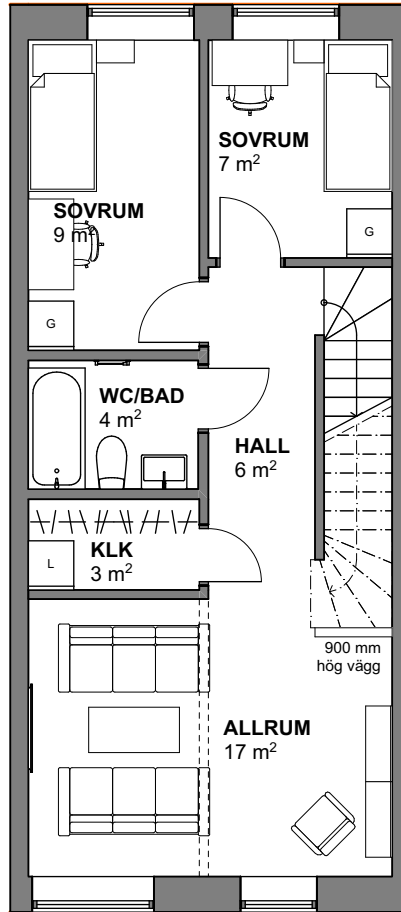 SOVRUM
7 m²
G
SOVRUM
9 m²
G
WC/BAD
4 m²
HALL
6 m²
KLK
3 m²
L
900 mm
hög vägg
ALLRUM
17 m²